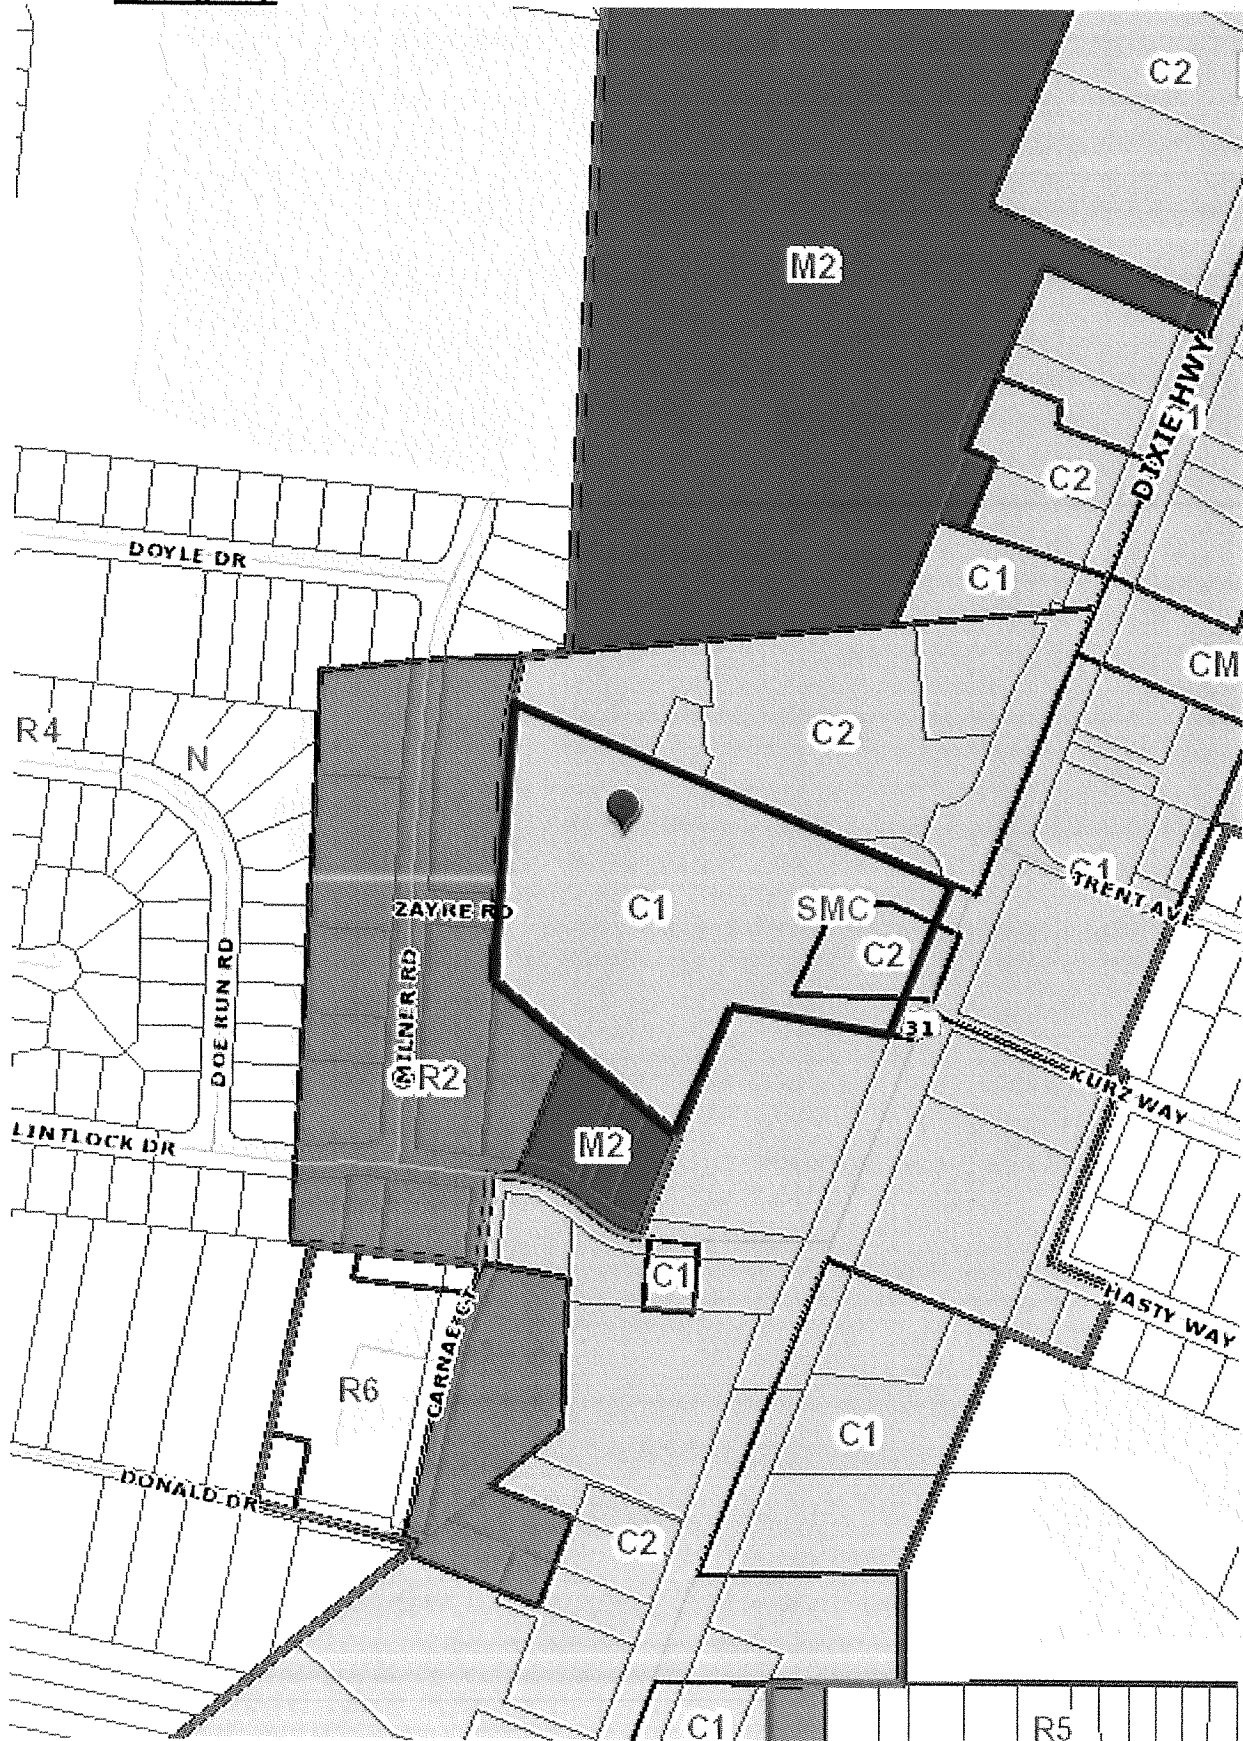 C2
M2
DIXIE HWY
1
C2
DOYLE DR
C1
CM
R4
N
C2
C1
TRENT AVE
ZAYRE RD
C1
SMC
C2
DOE RUN RD
MILNER RD
31
R2
KURZ WAY
LINTLOCK DR
M2
C1
HASTY WAY
CARNAE CT
R6
C1
DONALD DR
C2
C1
R5